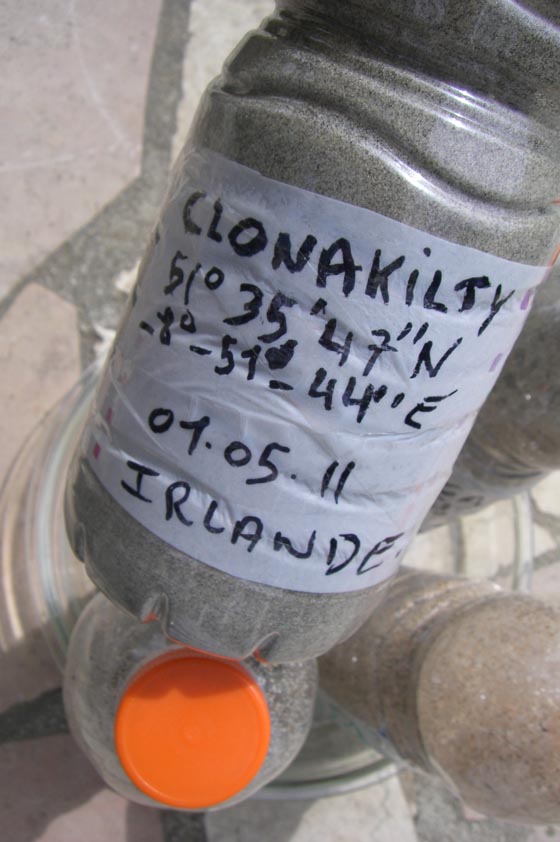 CLONAKiLTY
51° 35' 47" N
-8° -51' -44" E
01.05.11
IRLANDE.